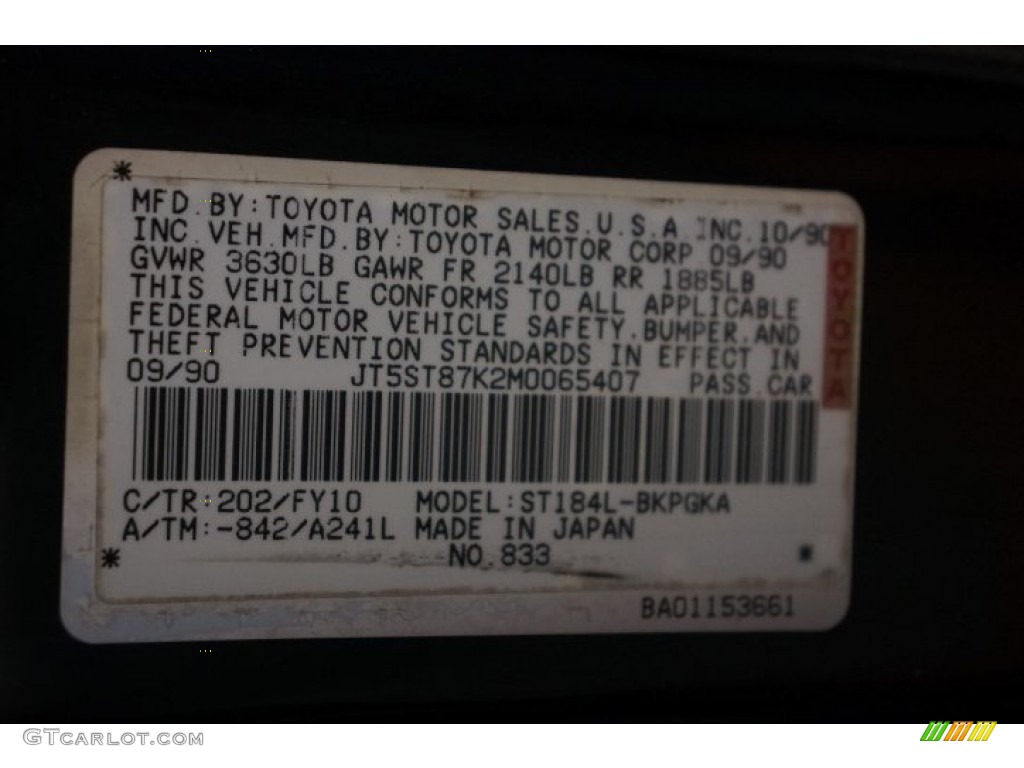 MFD.BY:TOYOTA MOTOR SALES.U.S.A INC.10/90
INC.VEH.MFD.BY:TOYOTA MOTOR CORP 09/90
GVWR 3630LB GAWR FR 2140LB RR 1885LB
THIS VEHICLE CONFORMS TO ALL APPLICABLE
FEDERAL MOTOR VEHICLE SAFETY.BUMPER.AND
THEFT PREVENTION STANDARDS IN EFFECT IN
09/90 JT5ST87K2M0065407 PASS.CAR
TOYOTA
C/TR:202/FY10 MODEL:ST184L-BKPGKA
A/TM:-842/A241L MADE IN JAPAN
NO.833
BA01153661
GTCARLOT.COM